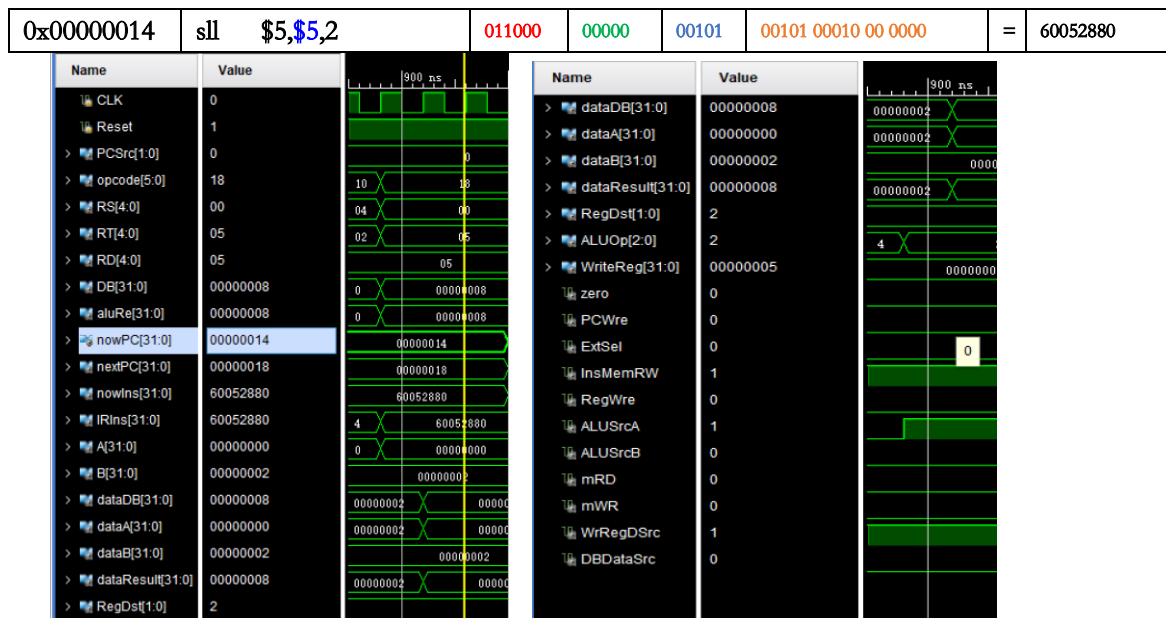 0x00000014 sll $5,$5,2 011000 00000 00101 00101 00010 00 0000 = 60052880
Name Value
900 ns
CLK 0
Reset 1
PCSrc[1:0] 0 0
opcode[5:0] 18 10 18
RS[4:0] 00 04 00
RT[4:0] 05 02 05
RD[4:0] 05 05
DB[31:0] 00000008 0 00000008
aluRe[31:0] 00000008 0 00000008
nowPC[31:0] 00000014 00000014
nextPC[31:0] 00000018 00000018
nowIns[31:0] 60052880 60052880
IRIns[31:0] 60052880 4 60052880
A[31:0] 00000000 0 00000000
B[31:0] 00000002 00000002
dataDB[31:0] 00000008 00000002 0000
dataA[31:0] 00000000 00000002 0000
dataB[31:0] 00000002 00000002
dataResult[31:0] 00000008 00000002 0000
RegDst[1:0] 2
Name Value
900 ns
dataDB[31:0] 00000008 00000002
dataA[31:0] 00000000 00000002
dataB[31:0] 00000002 0000
dataResult[31:0] 00000008 00000002
RegDst[1:0] 2
ALUOp[2:0] 2 4
WriteReg[31:0] 00000005 0000000
zero 0
PCWre 0
ExtSel 0 0
InsMemRW 1
RegWre 0
ALUSrcA 1
ALUSrcB 0
mRD 0
mWR 0
WrRegDSrc 1
DBDataSrc 0